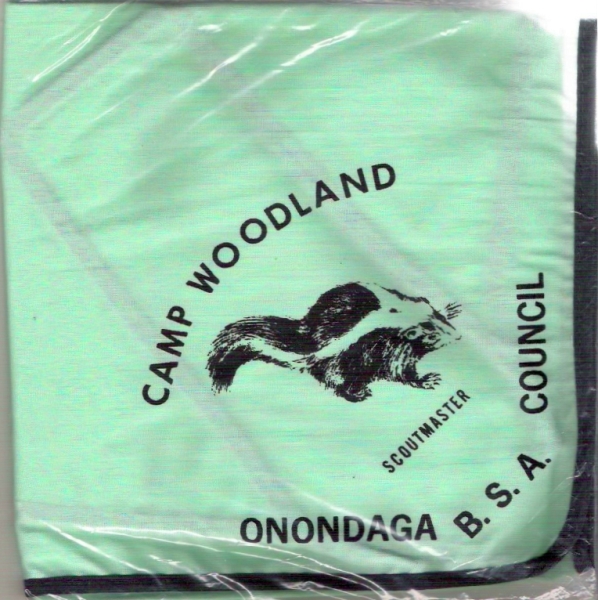 CAMP WOODLAND
SCOUTMASTER
ONONDAGA B. S. A. COUNCIL